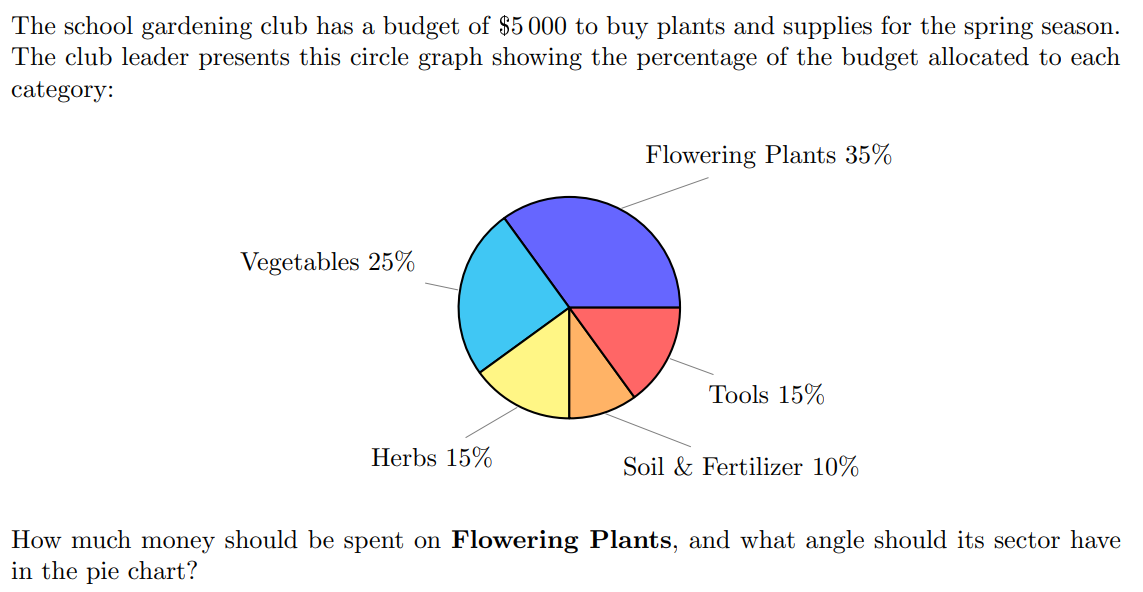 The school gardening club has a budget of $5 000 to buy plants and supplies for the spring season.
The club leader presents this circle graph showing the percentage of the budget allocated to each
category:
Flowering Plants 35%
Vegetables 25%
Tools 15%
Herbs 15%
Soil & Fertilizer 10%
How much money should be spent on Flowering Plants, and what angle should its sector have
in the pie chart?